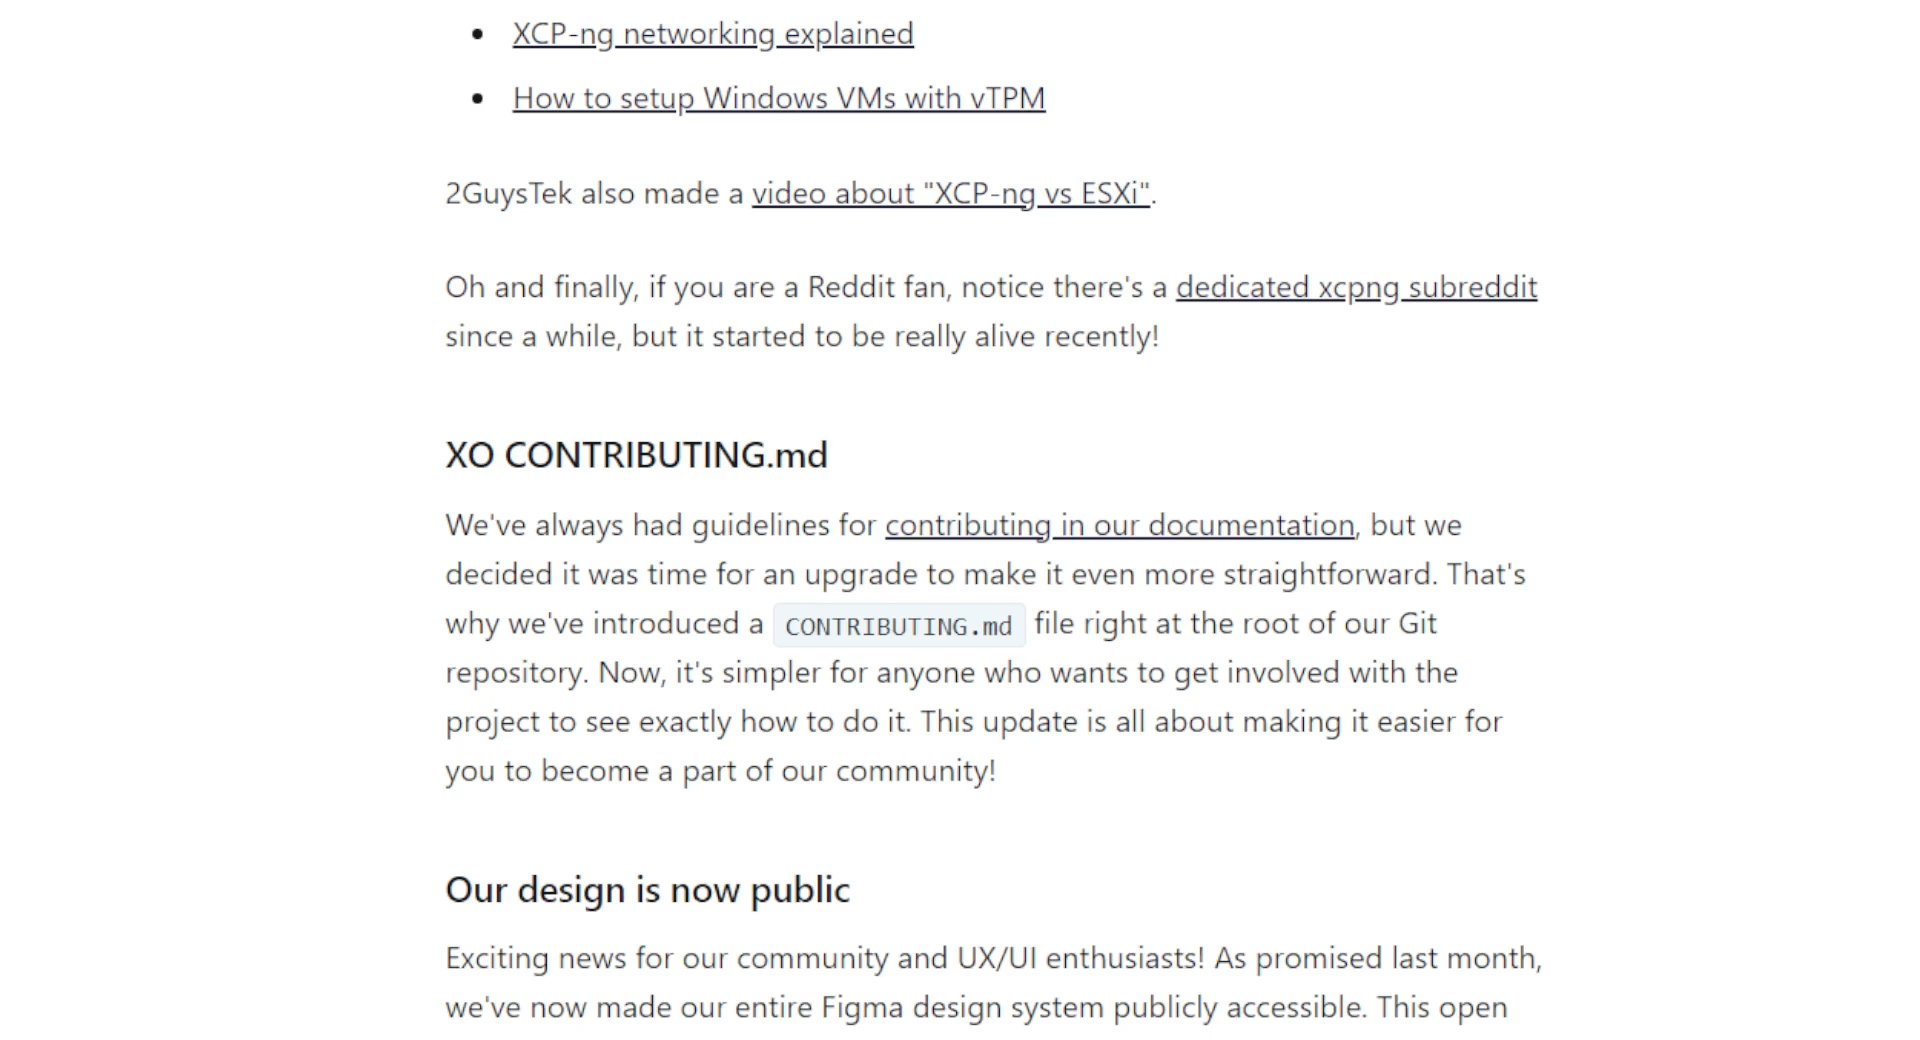 • XCP-ng networking explained
• How to setup Windows VMs with vTPM
2GuysTek also made a video about "XCP-ng vs ESXi".
Oh and finally, if you are a Reddit fan, notice there's a dedicated xcpng subreddit
since a while, but it started to be really alive recently!
XO CONTRIBUTING.md
We've always had guidelines for contributing in our documentation, but we
decided it was time for an upgrade to make it even more straightforward. That's
why we've introduced a CONTRIBUTING.md file right at the root of our Git
repository. Now, it's simpler for anyone who wants to get involved with the
project to see exactly how to do it. This update is all about making it easier for
you to become a part of our community!
Our design is now public
Exciting news for our community and UX/UI enthusiasts! As promised last month,
we've now made our entire Figma design system publicly accessible. This open